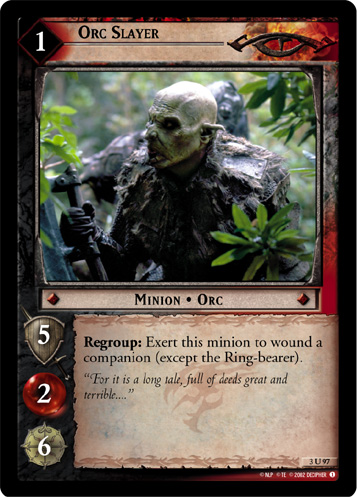 1
ORC SLAYER
MINION • ORC
5
Regroup: Exert this minion to wound a
companion (except the Ring-bearer).
2
“For it is a long tale, full of deeds great and
terrible....”
6
3 U 97
© NLP ™ TE © 2002 DECIPHER